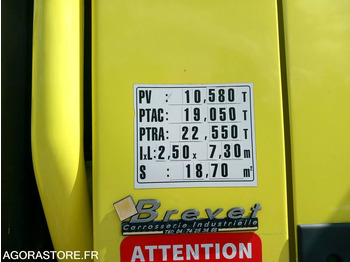 PV : 10,580 T
PTAC: 19,050 T
PTRA: 22,550 T
l.L: 2,50 x 7,30 m
S : 18,70 m²
Brevet
Carrosserie Industrielle
ATTENTION
AGORASTORE.FR